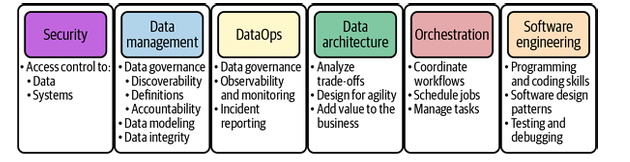 Security
• Access control to:
• Data
• Systems
Data
management
• Data governance
• Discoverability
• Definitions
• Accountability
• Data modeling
• Data integrity
DataOps
• Data governance
• Observability
and monitoring
• Incident
reporting
Data
architecture
• Analyze
trade-offs
• Design for agility
• Add value to the
business
Orchestration
• Coordinate
workflows
• Schedule jobs
• Manage tasks
Software
engineering
• Programming
and coding skills
• Software design
patterns
• Testing and
debugging